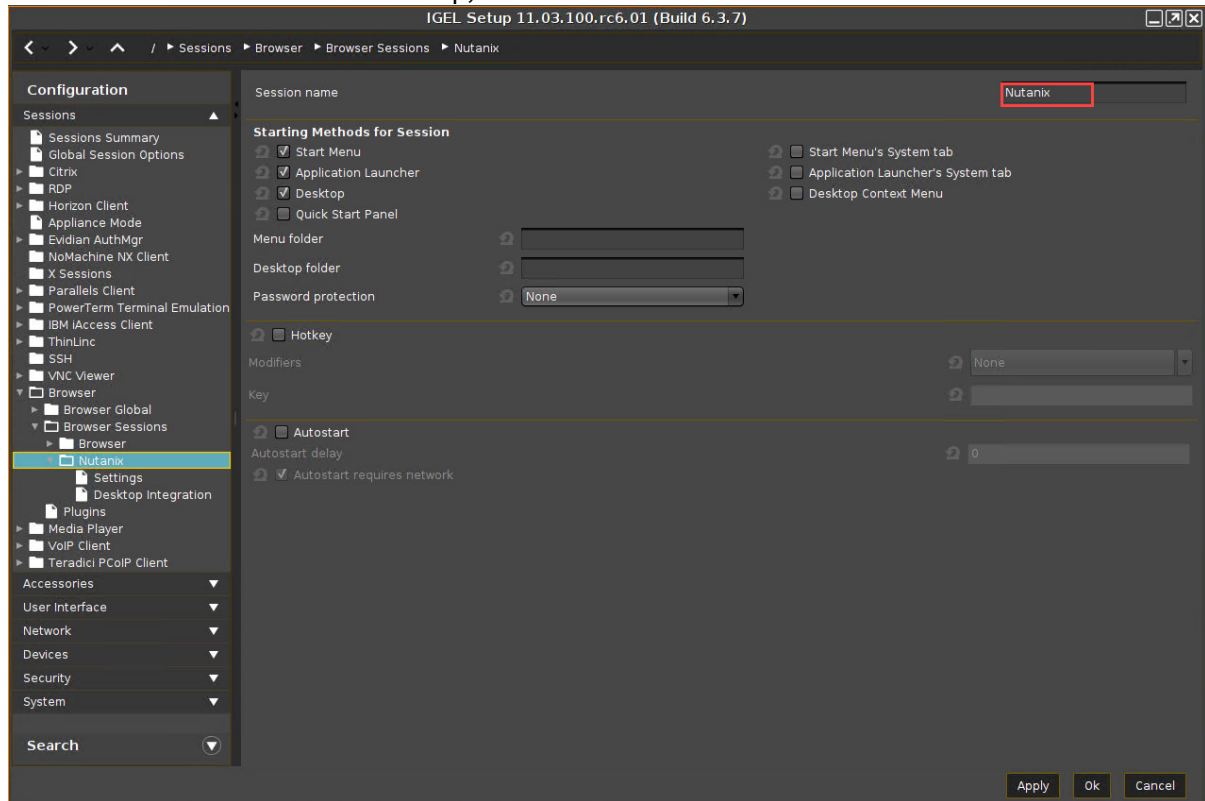 IGEL Setup 11.03.100.rc6.01 (Build 6.3.7)
/ Sessions Browser Browser Sessions Nutanix
Configuration
Sessions
Sessions Summary
Global Session Options
Citrix
RDP
Horizon Client
Appliance Mode
Evidian AuthMgr
NoMachine NX Client
X Sessions
Parallels Client
PowerTerm Terminal Emulation
IBM iAccess Client
ThinLinc
SSH
VNC Viewer
Browser
Browser Global
Browser Sessions
Browser
Nutanix
Settings
Desktop Integration
Plugins
Media Player
VoIP Client
Teradici PCoIP Client
Accessories
User Interface
Network
Devices
Security
System
Search
Session name Nutanix
Starting Methods for Session
Start Menu Start Menu's System tab
Application Launcher Application Launcher's System tab
Desktop Desktop Context Menu
Quick Start Panel
Menu folder
Desktop folder
Password protection None
Hotkey
Modifiers None
Key
Autostart
Autostart delay 0
Autostart requires network
Apply Ok Cancel